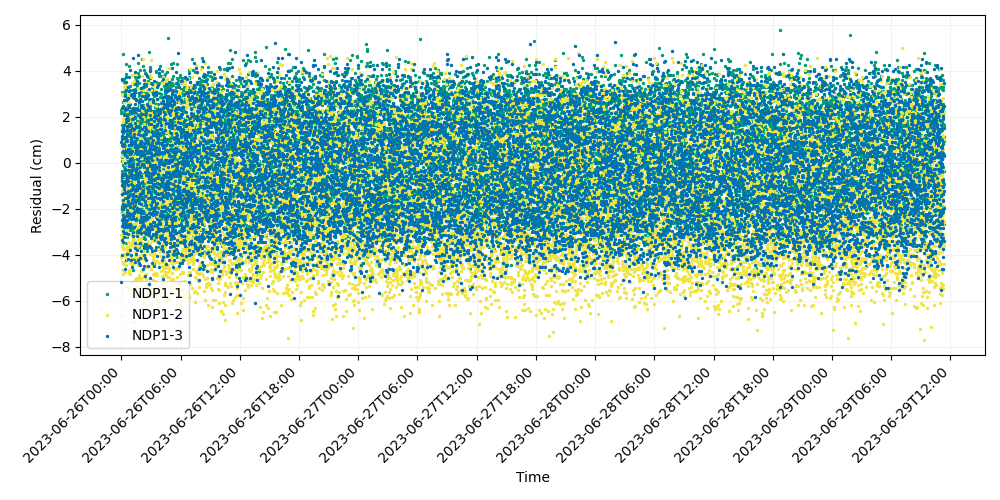 6
4
2
0
−2
−4
−6
−8
Residual (cm)
NDP1-1
NDP1-2
NDP1-3
2023-06-26T00:00
2023-06-26T06:00
2023-06-26T12:00
2023-06-26T18:00
2023-06-27T00:00
2023-06-27T06:00
2023-06-27T12:00
2023-06-27T18:00
2023-06-28T00:00
2023-06-28T06:00
2023-06-28T12:00
2023-06-28T18:00
2023-06-29T00:00
2023-06-29T06:00
2023-06-29T12:00
Time